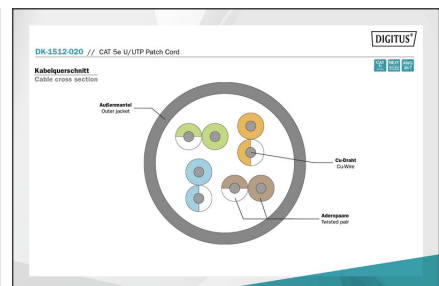 DIGITUS®
DK-1512-020 // CAT 5e U/UTP Patch Cord
Kabelquerschnitt
Cable cross section
Außenmantel
Outer jacket
Cu-Draht
Cu-Wire
Aderspaare
Twisted pair